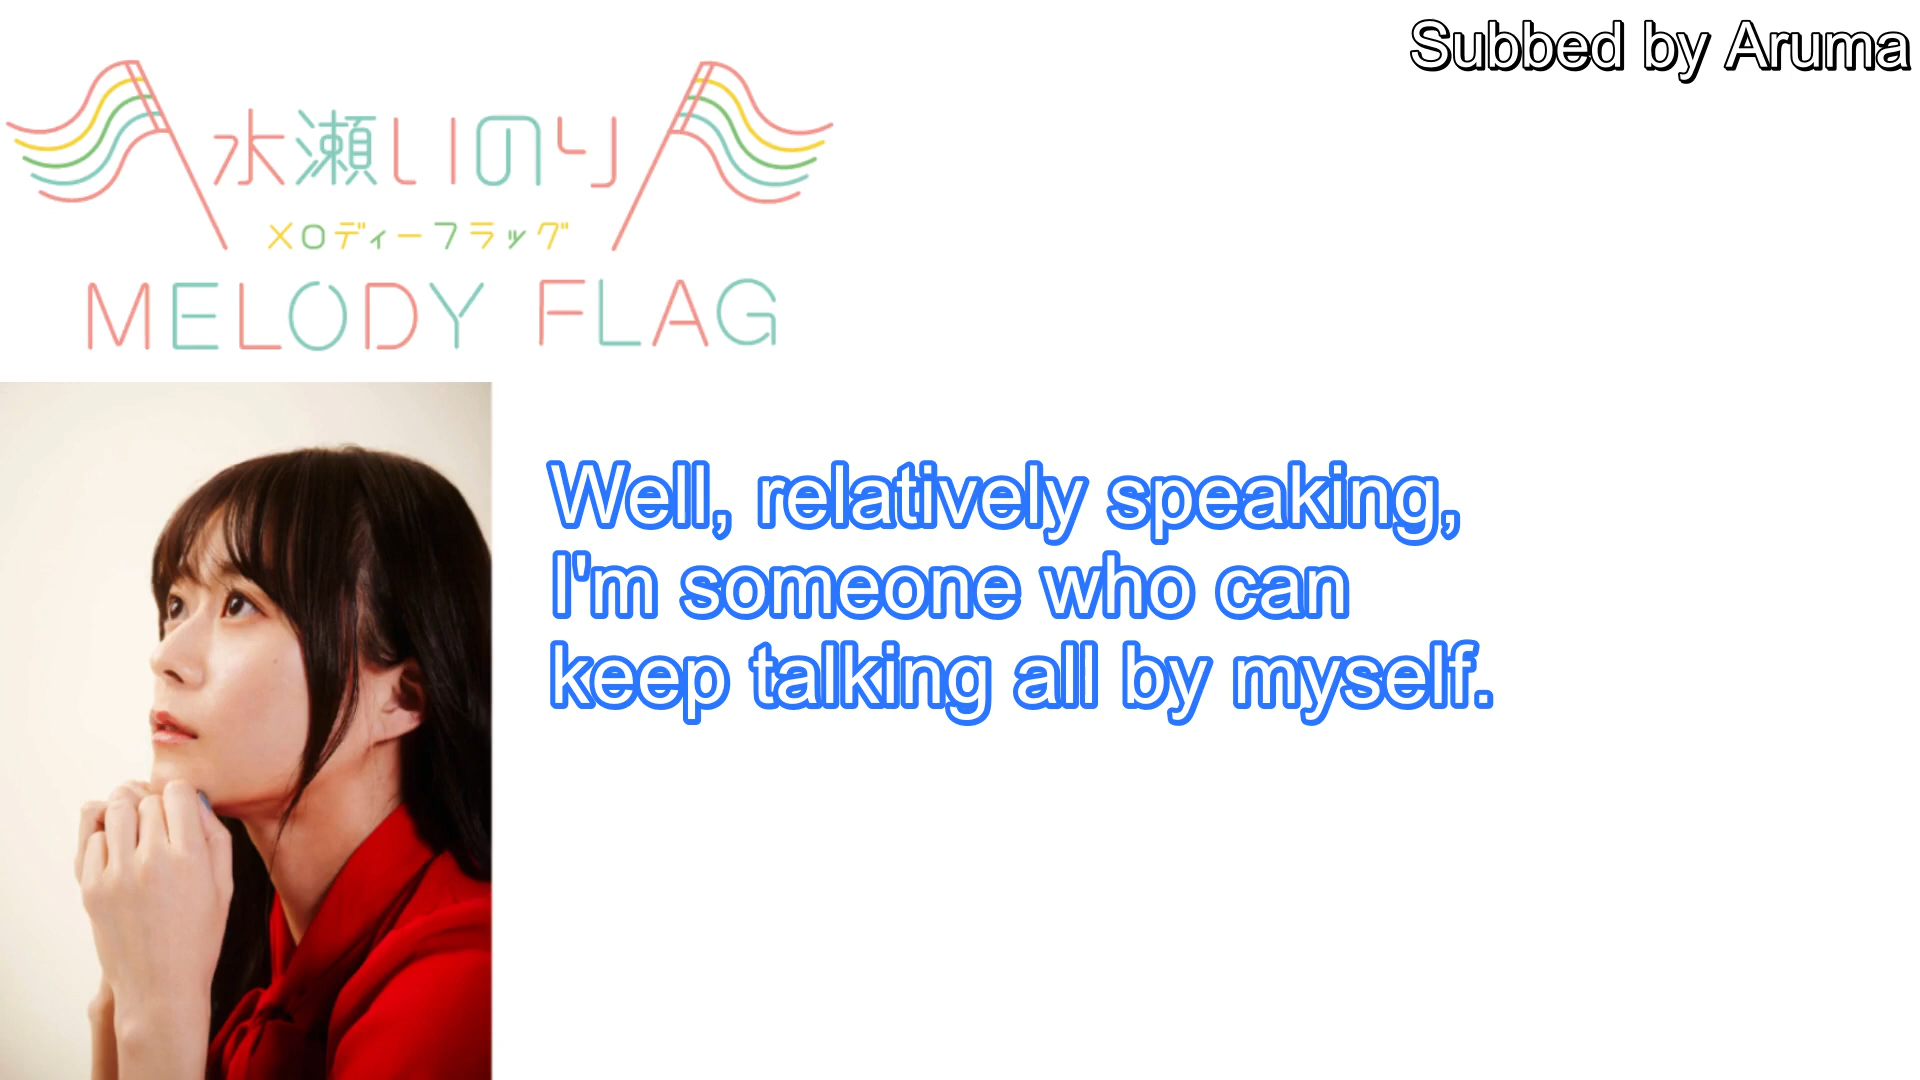 Subbed by Aruma
水瀬いのり
メロディーフラッグ
MELODY FLAG
Well, relatively speaking,
I'm someone who can
keep talking all by myself.